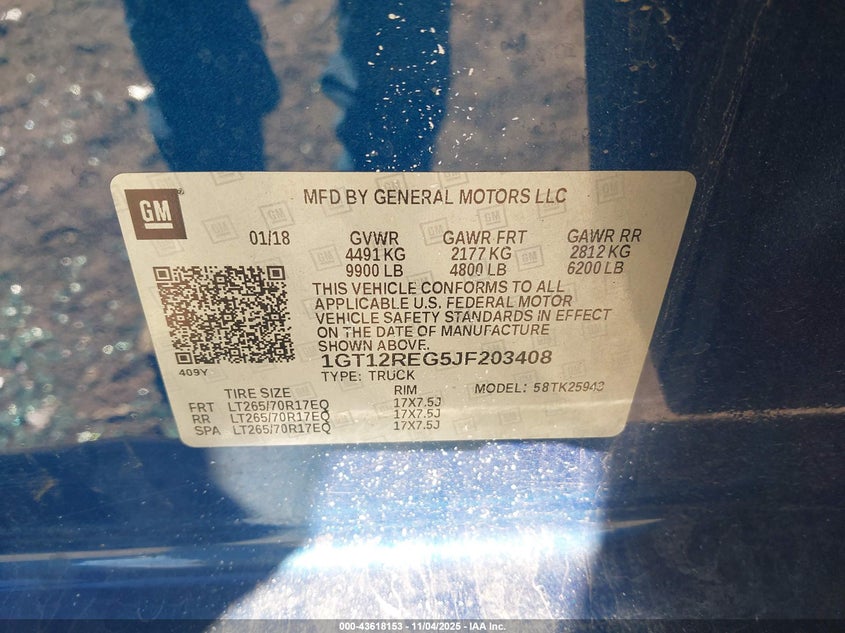 GM
MFD BY GENERAL MOTORS LLC
01/18 GVWR GAWR FRT GAWR RR
4491 KG 2177 KG 2812 KG
9900 LB 4800 LB 6200 LB
THIS VEHICLE CONFORMS TO ALL
APPLICABLE U.S. FEDERAL MOTOR
VEHICLE SAFETY STANDARDS IN EFFECT
ON THE DATE OF MANUFACTURE
SHOWN ABOVE.
409Y
1GT12REG5JF203408
TYPE: TRUCK MODEL: 58TK25943
TIRE SIZE RIM
FRT LT265/70R17EQ 17X7.5J
RR LT265/70R17EQ 17X7.5J
SPA LT265/70R17EQ 17X7.5J
000-43618153 - 11/04/2025 - IAA Inc.